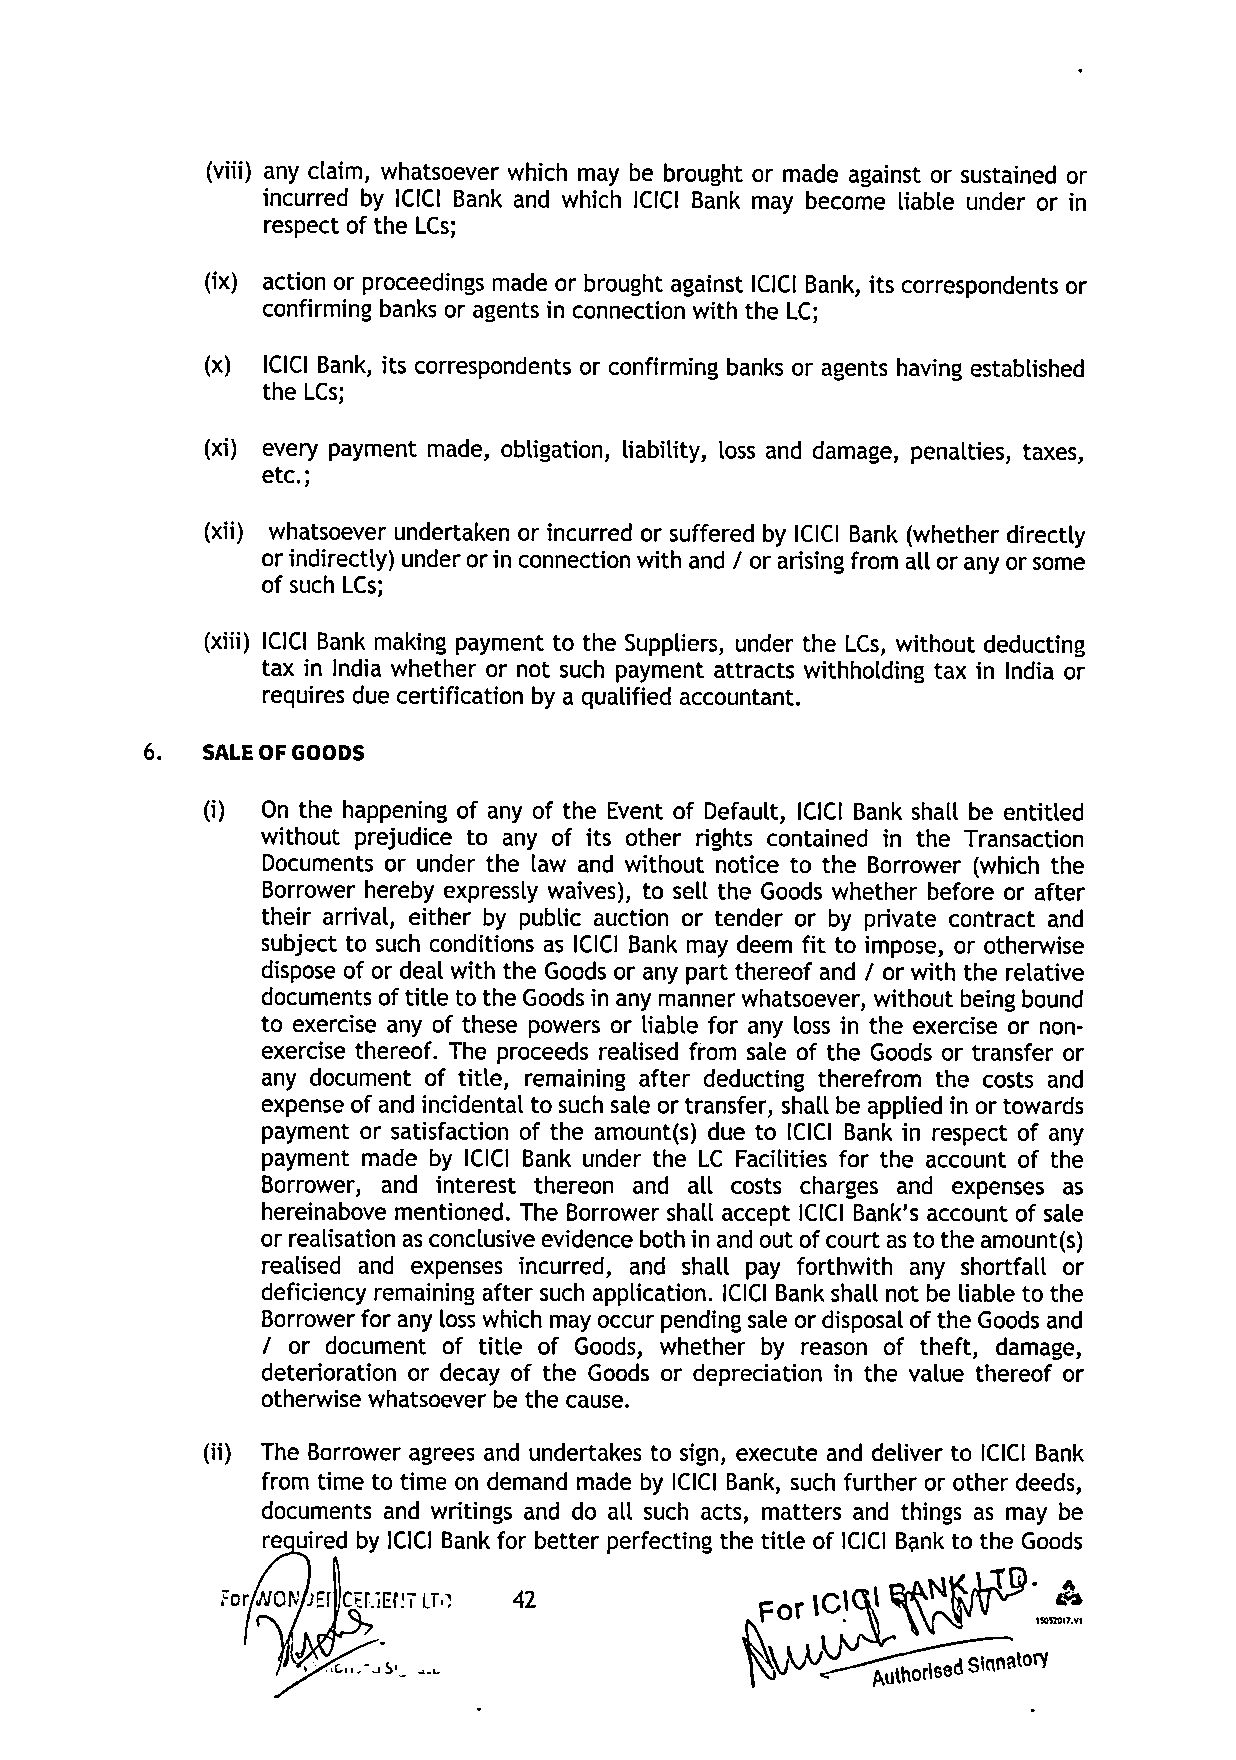 (viii) any claim, whatsoever which may be brought or made against or sustained or
incurred by ICICI Bank and which ICICI Bank may become liable under or in
respect of the LCs;
(ix) action or proceedings made or brought against ICICI Bank, its correspondents or
confirming banks or agents in connection with the LC;
(x) ICICI Bank, its correspondents or confirming banks or agents having established
the LCs;
(xi) every payment made, obligation, liability, loss and damage, penalties, taxes,
etc.;
(xii) whatsoever undertaken or incurred or suffered by ICICI Bank (whether directly
or indirectly) under or in connection with and / or arising from all or any or some
of such LCs;
(xiii) ICICI Bank making payment to the Suppliers, under the LCs, without deducting
tax in India whether or not such payment attracts withholding tax in India or
requires due certification by a qualified accountant.
6. SALE OF GOODS
(i) On the happening of any of the Event of Default, ICICI Bank shall be entitled
without prejudice to any of its other rights contained in the Transaction
Documents or under the law and without notice to the Borrower (which the
Borrower hereby expressly waives), to sell the Goods whether before or after
their arrival, either by public auction or tender or by private contract and
subject to such conditions as ICICI Bank may deem fit to impose, or otherwise
dispose of or deal with the Goods or any part thereof and / or with the relative
documents of title to the Goods in any manner whatsoever, without being bound
to exercise any of these powers or liable for any loss in the exercise or non-
exercise thereof. The proceeds realised from sale of the Goods or transfer or
any document of title, remaining after deducting therefrom the costs and
expense of and incidental to such sale or transfer, shall be applied in or towards
payment or satisfaction of the amount(s) due to ICICI Bank in respect of any
payment made by ICICI Bank under the LC Facilities for the account of the
Borrower, and interest thereon and all costs charges and expenses as
hereinabove mentioned. The Borrower shall accept ICICI Bank's account of sale
or realisation as conclusive evidence both in and out of court as to the amount(s)
realised and expenses incurred, and shall pay forthwith any shortfall or
deficiency remaining after such application. ICICI Bank shall not be liable to the
Borrower for any loss which may occur pending sale or disposal of the Goods and
/ or document of title of Goods, whether by reason of theft, damage,
deterioration or decay of the Goods or depreciation in the value thereof or
otherwise whatsoever be the cause.
(ii) The Borrower agrees and undertakes to sign, execute and deliver to ICICI Bank
from time to time on demand made by ICICI Bank, such further or other deeds,
documents and writings and do all such acts, matters and things as may be
required by ICICI Bank for better perfecting the title of ICICI Bank to the Goods
For LTD 42 For ICICI BANK LTD.
15052017.V1
Authorised Signatory